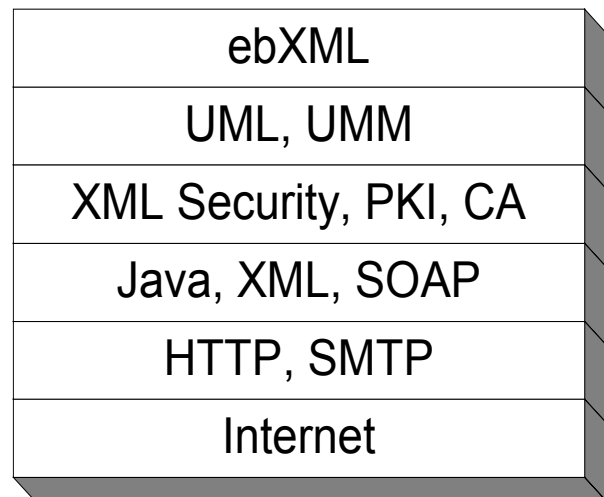 ebXML
UML, UMM
XML Security, PKI, CA
Java, XML, SOAP
HTTP, SMTP
Internet